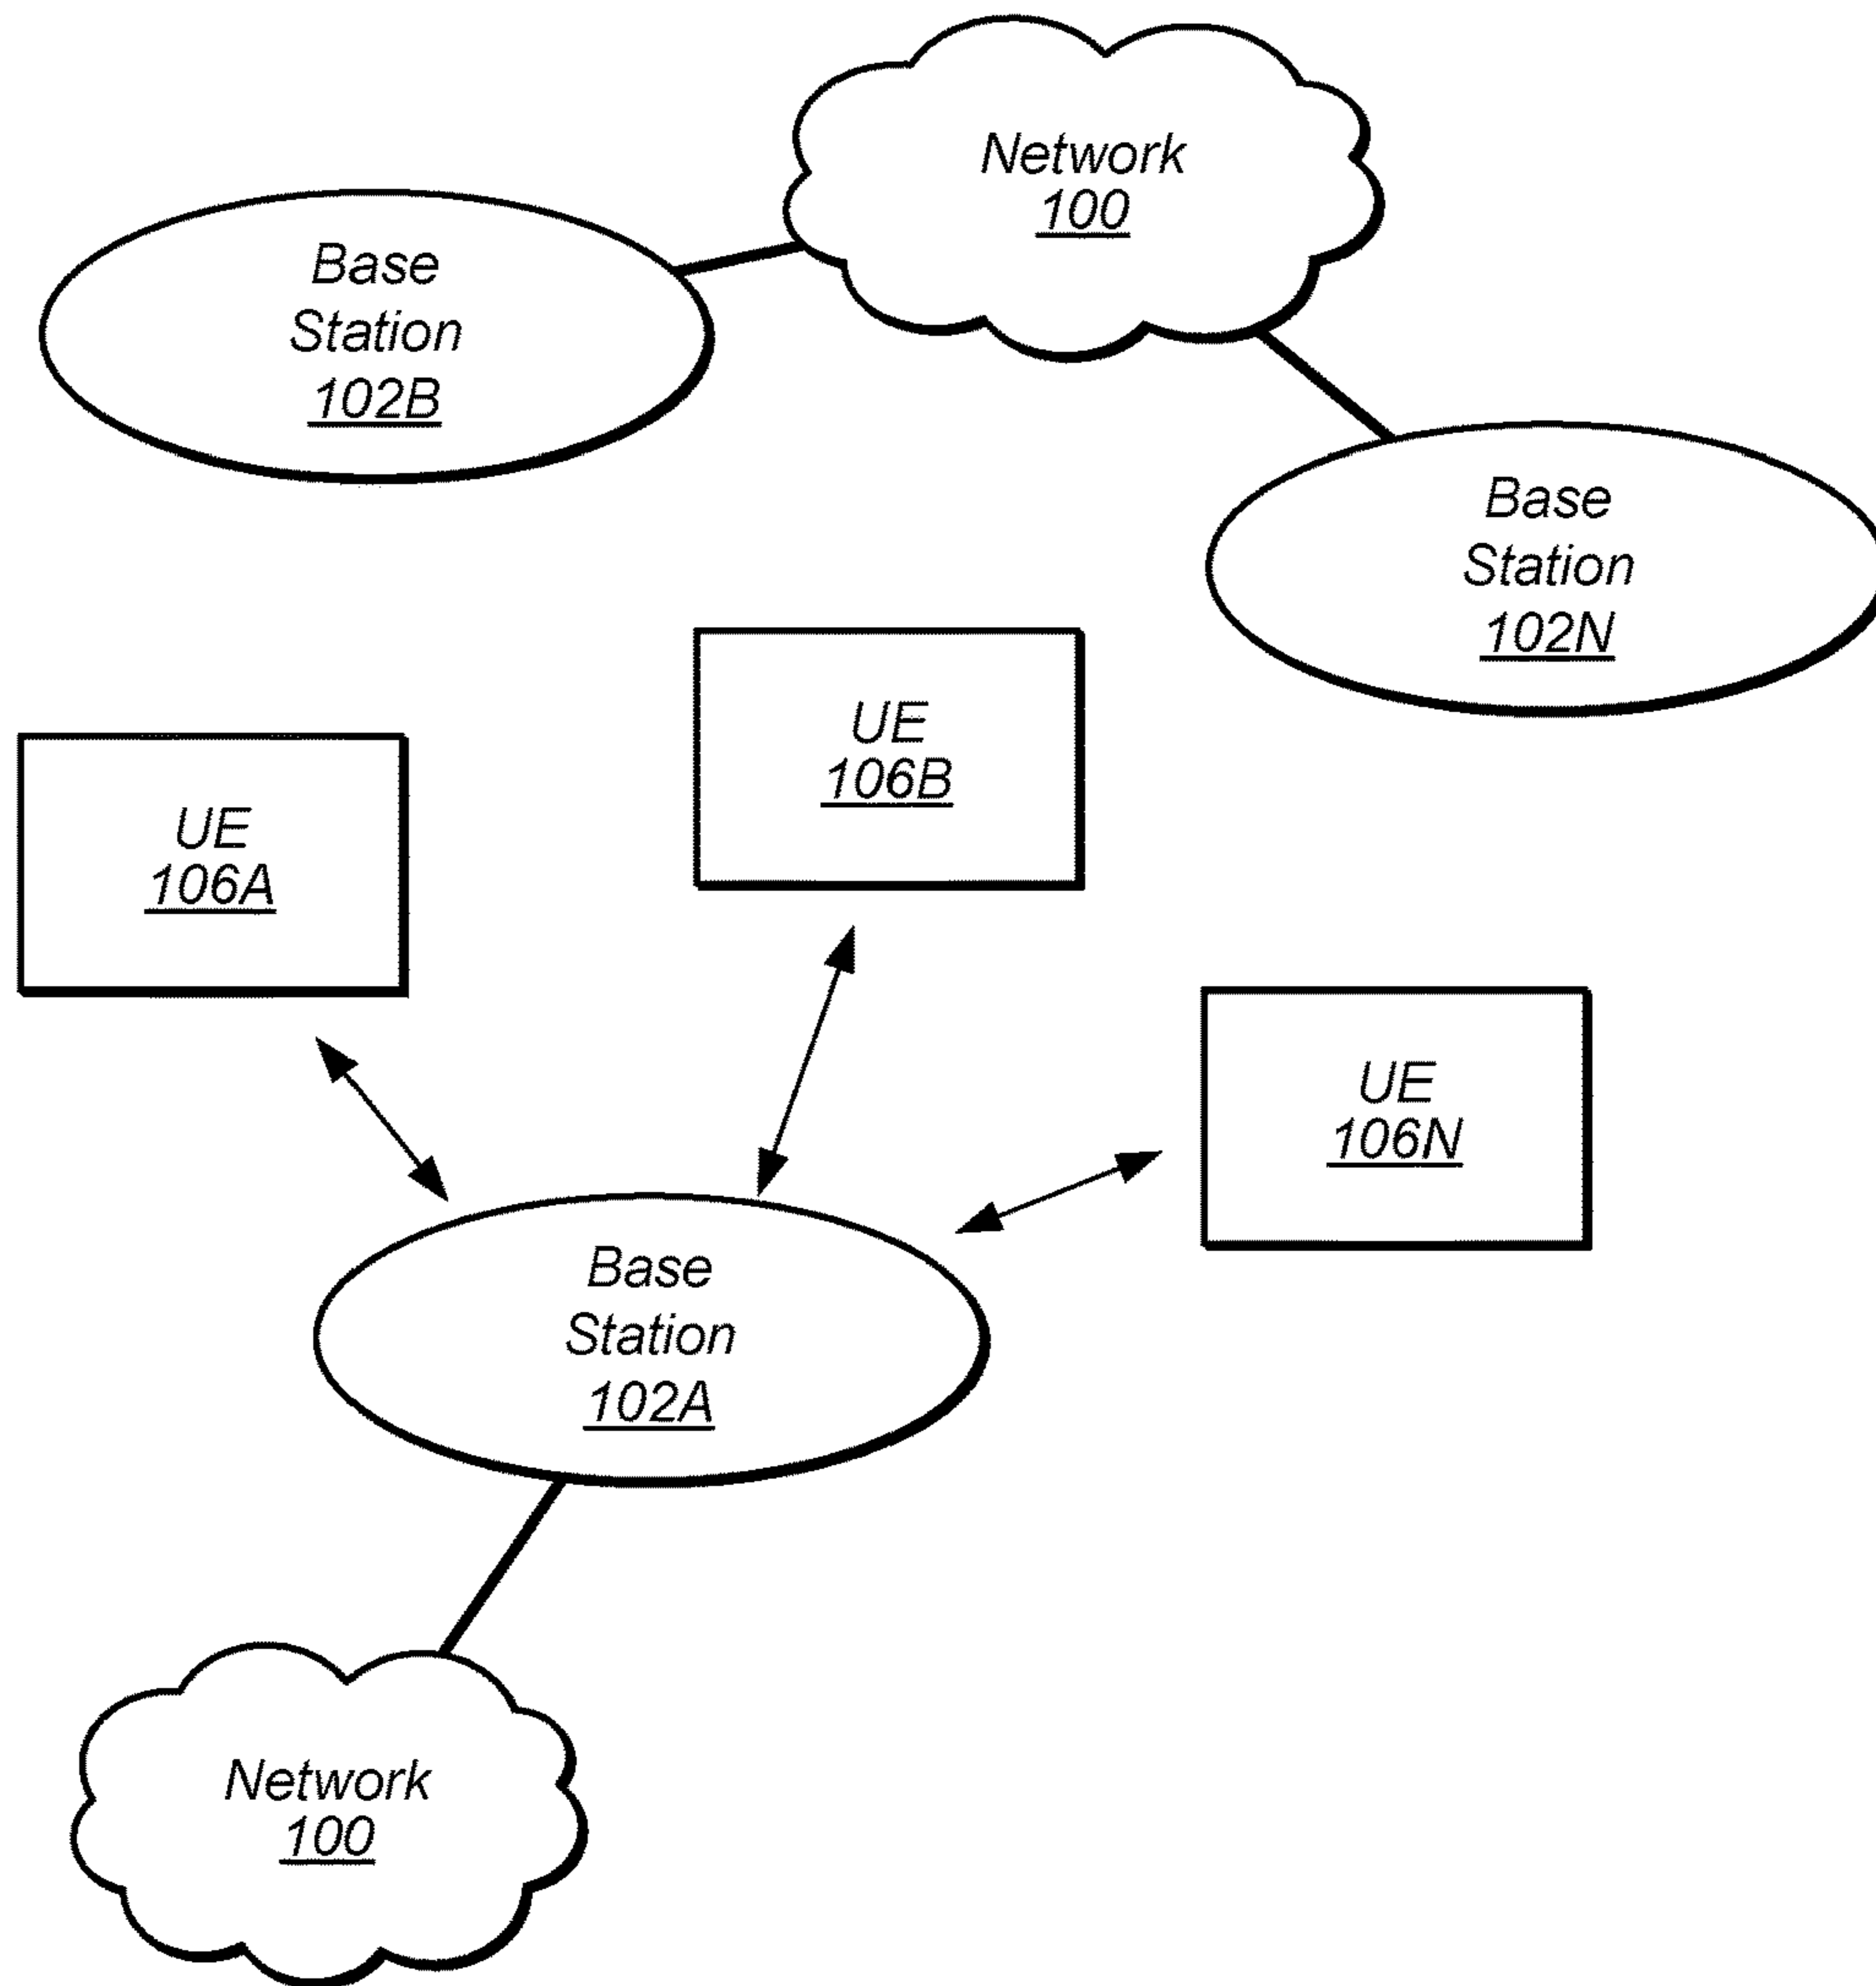 Network
100
Base
Station
102B
Base
Station
102N
UE
106B
UE
106A
UE
106N
Base
Station
102A
Network
100